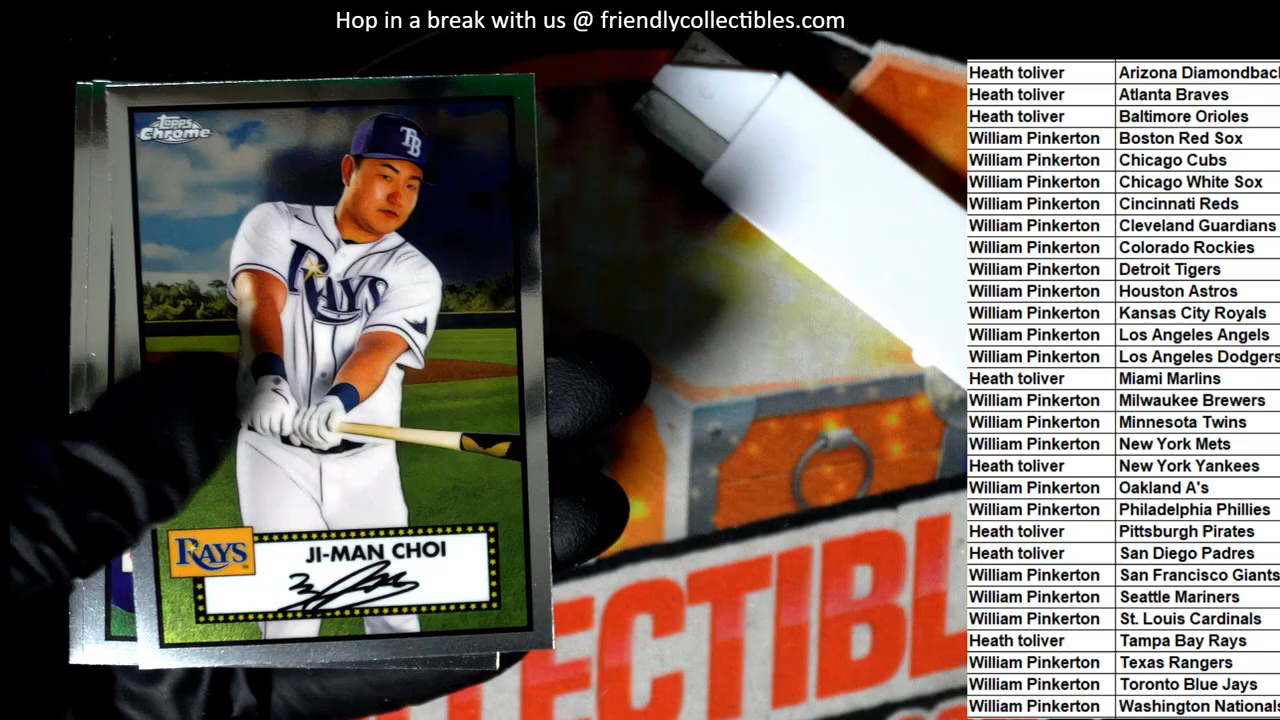 Hop in a break with us @ friendlycollectibles.com
Topps
Chrome
TB
RAYS
RAYS
JI-MAN CHOI
ECTIBL
Heath toliver Arizona Diamondbac
Heath toliver Atlanta Braves
Heath toliver Baltimore Orioles
William Pinkerton Boston Red Sox
William Pinkerton Chicago Cubs
William Pinkerton Chicago White Sox
William Pinkerton Cincinnati Reds
William Pinkerton Cleveland Guardians
William Pinkerton Colorado Rockies
William Pinkerton Detroit Tigers
William Pinkerton Houston Astros
William Pinkerton Kansas City Royals
William Pinkerton Los Angeles Angels
William Pinkerton Los Angeles Dodgers
Heath toliver Miami Marlins
William Pinkerton Milwaukee Brewers
William Pinkerton Minnesota Twins
William Pinkerton New York Mets
Heath toliver New York Yankees
William Pinkerton Oakland A's
William Pinkerton Philadelphia Phillies
Heath toliver Pittsburgh Pirates
Heath toliver San Diego Padres
William Pinkerton San Francisco Giants
William Pinkerton Seattle Mariners
William Pinkerton St. Louis Cardinals
Heath toliver Tampa Bay Rays
William Pinkerton Texas Rangers
William Pinkerton Toronto Blue Jays
William Pinkerton Washington Nationals